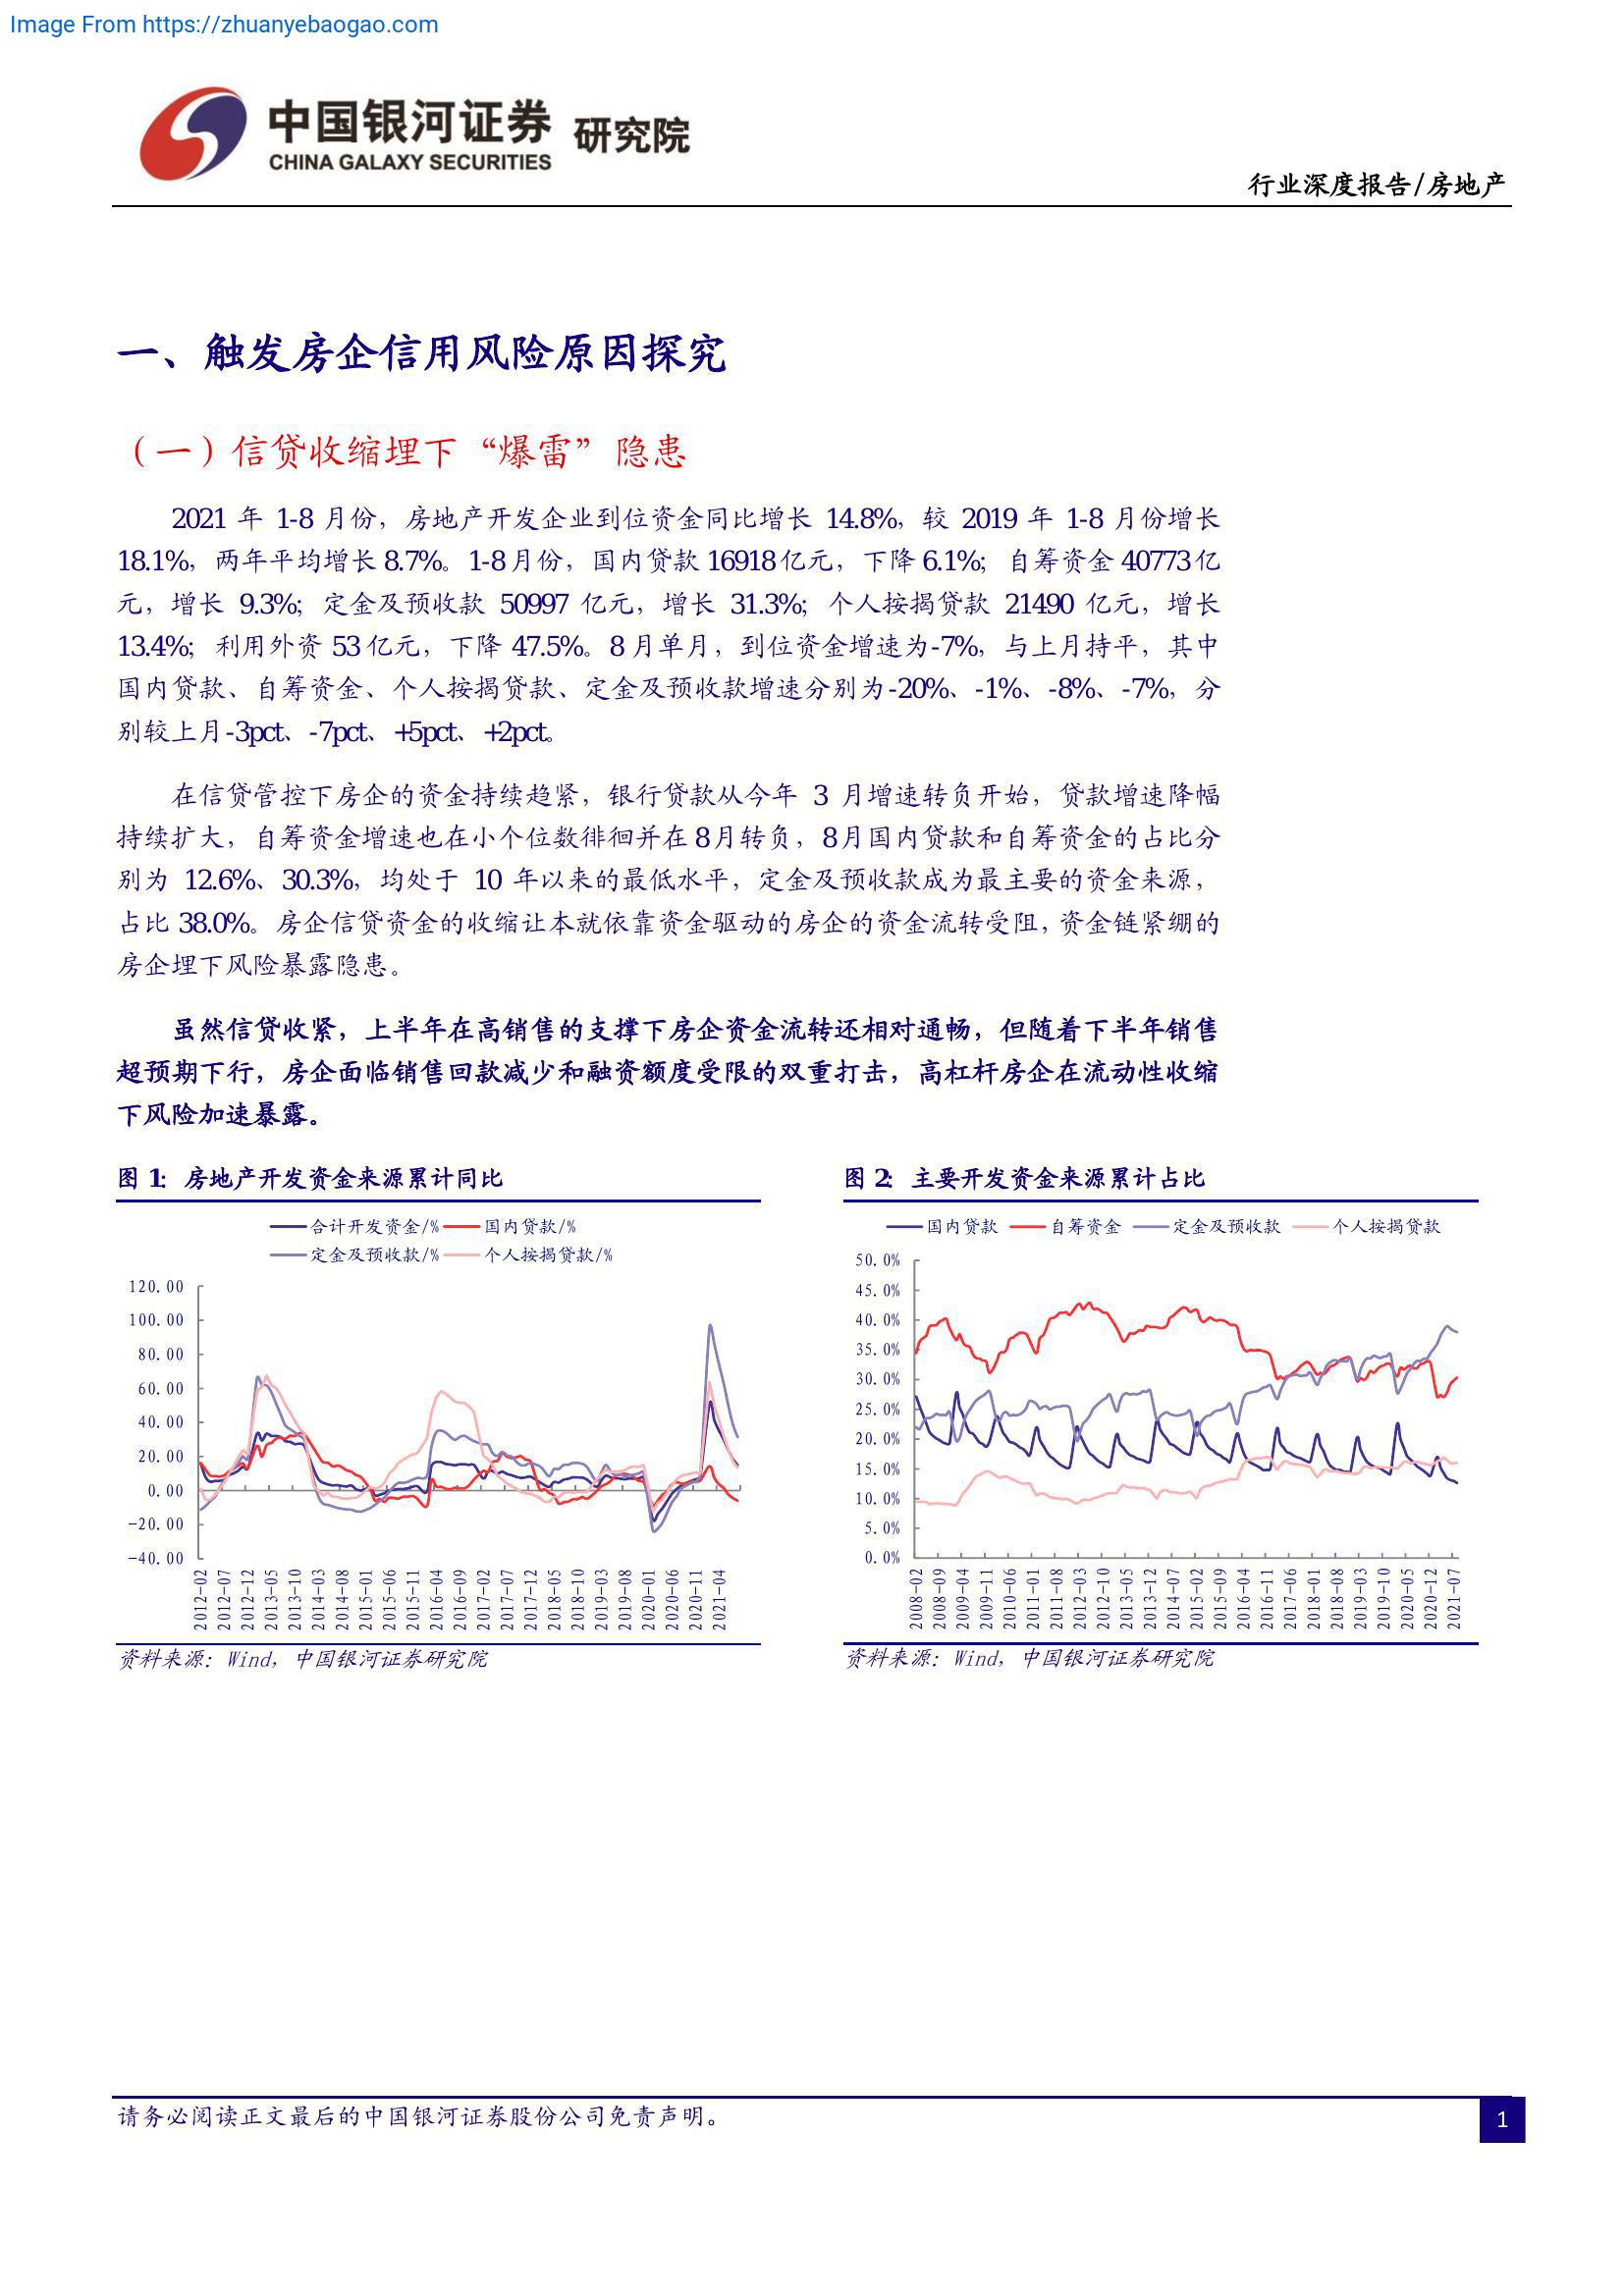 Image From https://zhuanyebaogao.com
中国银河证券 研究院
CHINA GALAXY SECURITIES
行业深度报告/房地产
一、触发房企信用风险原因探究
（一）信贷收缩埋下“爆雷”隐患
2021 年 1-8 月份，房地产开发企业到位资金同比增长 14.8%，较 2019 年 1-8 月份增长
18.1%，两年平均增长 8.7%。1-8 月份，国内贷款 16918 亿元，下降 6.1%；自筹资金 40773 亿
元，增长 9.3%；定金及预收款 50997 亿元，增长 31.3%；个人按揭贷款 21490 亿元，增长
13.4%；利用外资 53 亿元，下降 47.5%。8 月单月，到位资金增速为-7%，与上月持平，其中
国内贷款、自筹资金、个人按揭贷款、定金及预收款增速分别为-20%、-1%、-8%、-7%，分
别较上月-3pct、-7pct、+5pct、+2pct。
在信贷管控下房企的资金持续趋紧，银行贷款从今年 3 月增速转负开始，贷款增速降幅
持续扩大，自筹资金增速也在小个位数徘徊并在 8 月转负，8 月国内贷款和自筹资金的占比分
别为 12.6%、30.3%，均处于 10 年以来的最低水平，定金及预收款成为最主要的资金来源，
占比 38.0%。房企信贷资金的收缩让本就依靠资金驱动的房企的资金流转受阻，资金链紧绷的
房企埋下风险暴露隐患。
虽然信贷收紧，上半年在高销售的支撑下房企资金流转还相对通畅，但随着下半年销售
超预期下行，房企面临销售回款减少和融资额度受限的双重打击，高杠杆房企在流动性收缩
下风险加速暴露。
图 1：房地产开发资金来源累计同比
合计开发资金/% 国内贷款/%
定金及预收款/% 个人按揭贷款/%
120.00
100.00
80.00
60.00
40.00
20.00
0.00
-20.00
-40.00
2012-02
2012-07
2012-12
2013-05
2013-10
2014-03
2014-08
2015-01
2015-06
2015-11
2016-04
2016-09
2017-02
2017-07
2017-12
2018-05
2018-10
2019-03
2019-08
2020-01
2020-06
2020-11
2021-04
资料来源：Wind，中国银河证券研究院
图 2：主要开发资金来源累计占比
国内贷款 自筹资金 定金及预收款 个人按揭贷款
50.0%
45.0%
40.0%
35.0%
30.0%
25.0%
20.0%
15.0%
10.0%
5.0%
0.0%
2008-02
2008-09
2009-04
2009-11
2010-06
2011-01
2011-08
2012-03
2012-10
2013-05
2013-12
2014-07
2015-02
2015-09
2016-04
2016-11
2017-06
2018-01
2018-08
2019-03
2019-10
2020-05
2020-12
2021-07
资料来源：Wind，中国银河证券研究院
请务必阅读正文最后的中国银河证券股份公司免责声明。
1